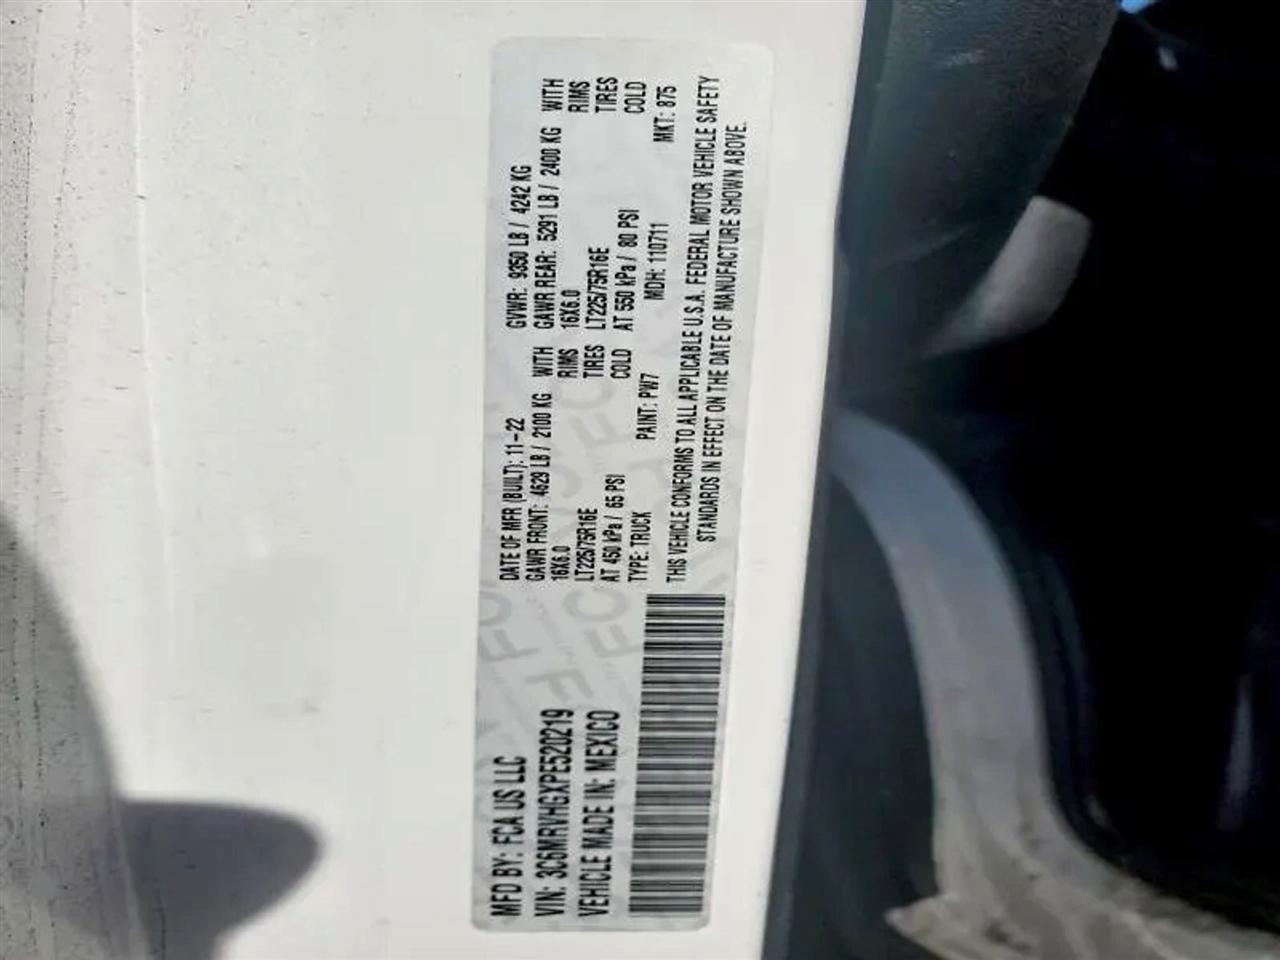 MFD BY: FCA US LLC
VIN: 3C6MRVHGXPE520219
VEHICLE MADE IN: MEXICO
DATE OF MFR (BUILT): 11-22 GVWR: 9350 LB / 4242 KG
GAWR FRONT: 4629 LB / 2100 KG WITH GAWR REAR: 5291 LB / 2400 KG WITH
16X6.0 RIMS 16X6.0 RIMS
LT225/75R16E TIRES LT225/75R16E TIRES
AT 450 kPa / 65 PSI COLD AT 550 kPa / 80 PSI COLD
TYPE: TRUCK PAINT: PW7 MDH: 110711 MKT: 875
THIS VEHICLE CONFORMS TO ALL APPLICABLE U.S.A. FEDERAL MOTOR VEHICLE SAFETY
STANDARDS IN EFFECT ON THE DATE OF MANUFACTURE SHOWN ABOVE.